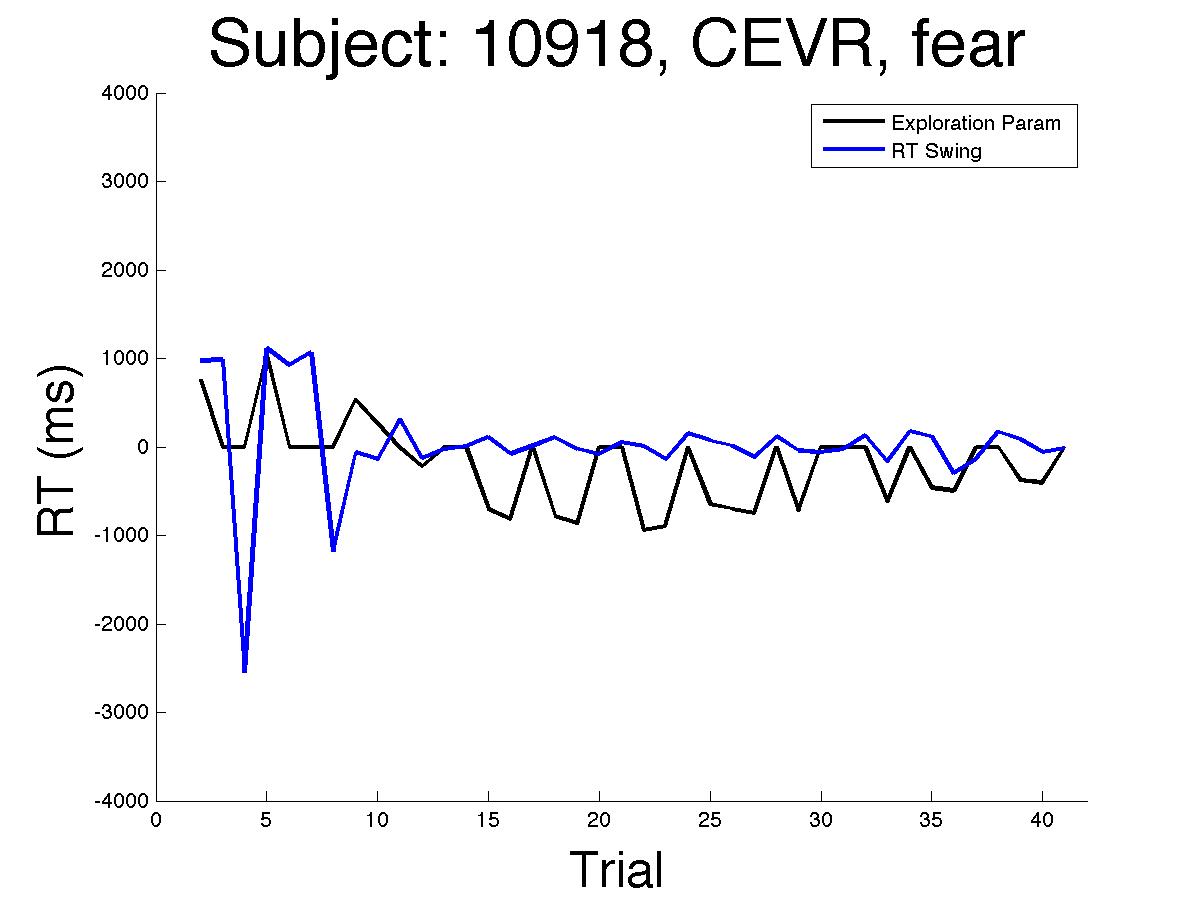 Subject: 10918, CEVR, fear
Exploration Param
RT Swing
4000
3000
2000
1000
0
-1000
-2000
-3000
-4000
RT (ms)
0 5 10 15 20 25 30 35 40
Trial